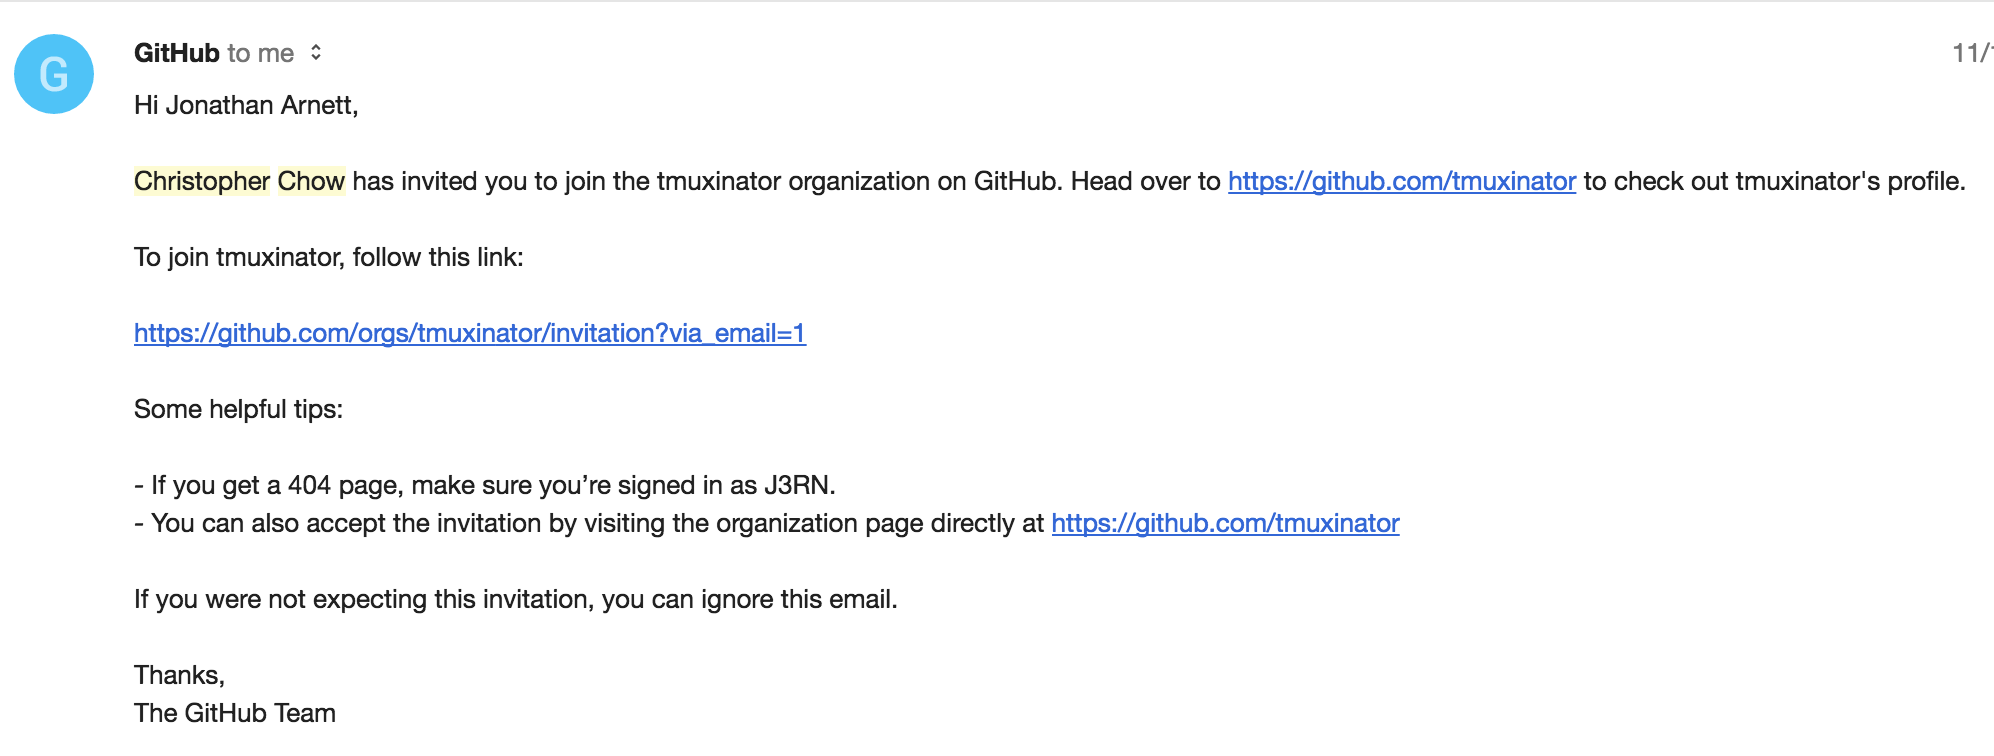 G
GitHub to me
11/
Hi Jonathan Arnett,
Christopher Chow has invited you to join the tmuxinator organization on GitHub. Head over to https://github.com/tmuxinator to check out tmuxinator's profile.
To join tmuxinator, follow this link:
https://github.com/orgs/tmuxinator/invitation?via_email=1
Some helpful tips:
- If you get a 404 page, make sure you’re signed in as J3RN.
- You can also accept the invitation by visiting the organization page directly at https://github.com/tmuxinator
If you were not expecting this invitation, you can ignore this email.
Thanks,
The GitHub Team